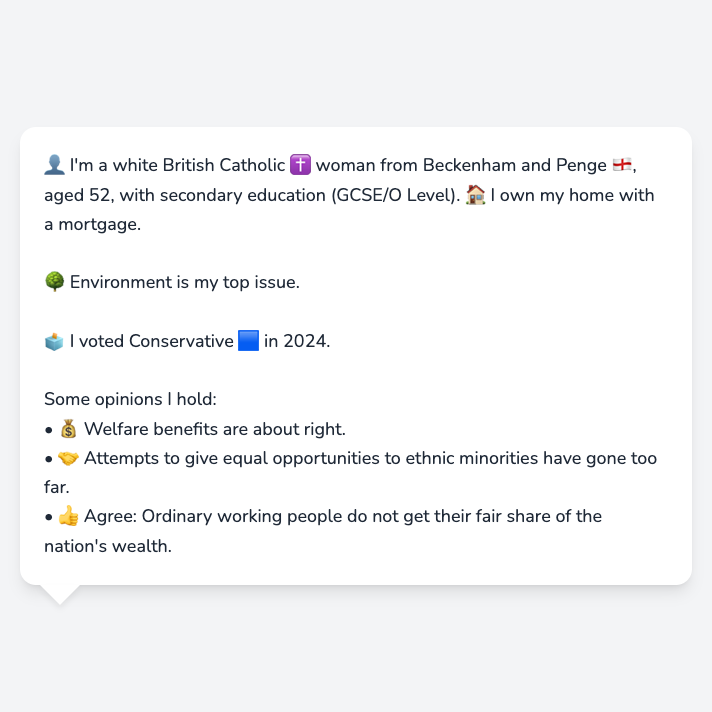 👤 I'm a white British Catholic ✝️ woman from Beckenham and Penge 🏴󠁧󠁢󠁥󠁮󠁧󠁿,
aged 52, with secondary education (GCSE/O Level). 🏠 I own my home with
a mortgage.
🌳 Environment is my top issue.
🗳️ I voted Conservative 🟦 in 2024.
Some opinions I hold:
• 💰 Welfare benefits are about right.
• 🤝 Attempts to give equal opportunities to ethnic minorities have gone too
far.
• 👍 Agree: Ordinary working people do not get their fair share of the
nation's wealth.